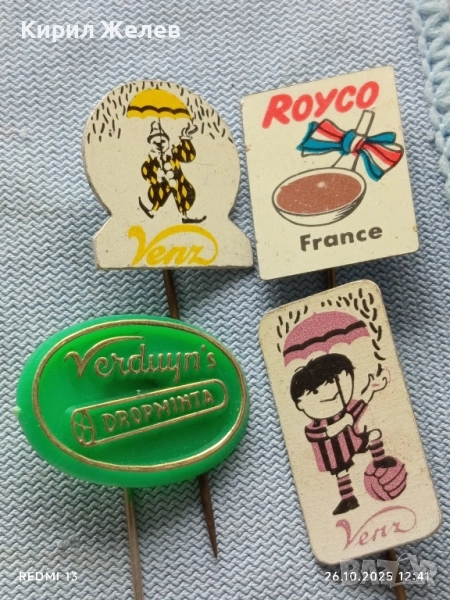 Кирил Желев
Venz
ROYCO
France
Verduyn's
DROPMINTA
Venz
REDMI 13
26.10.2025 12:41